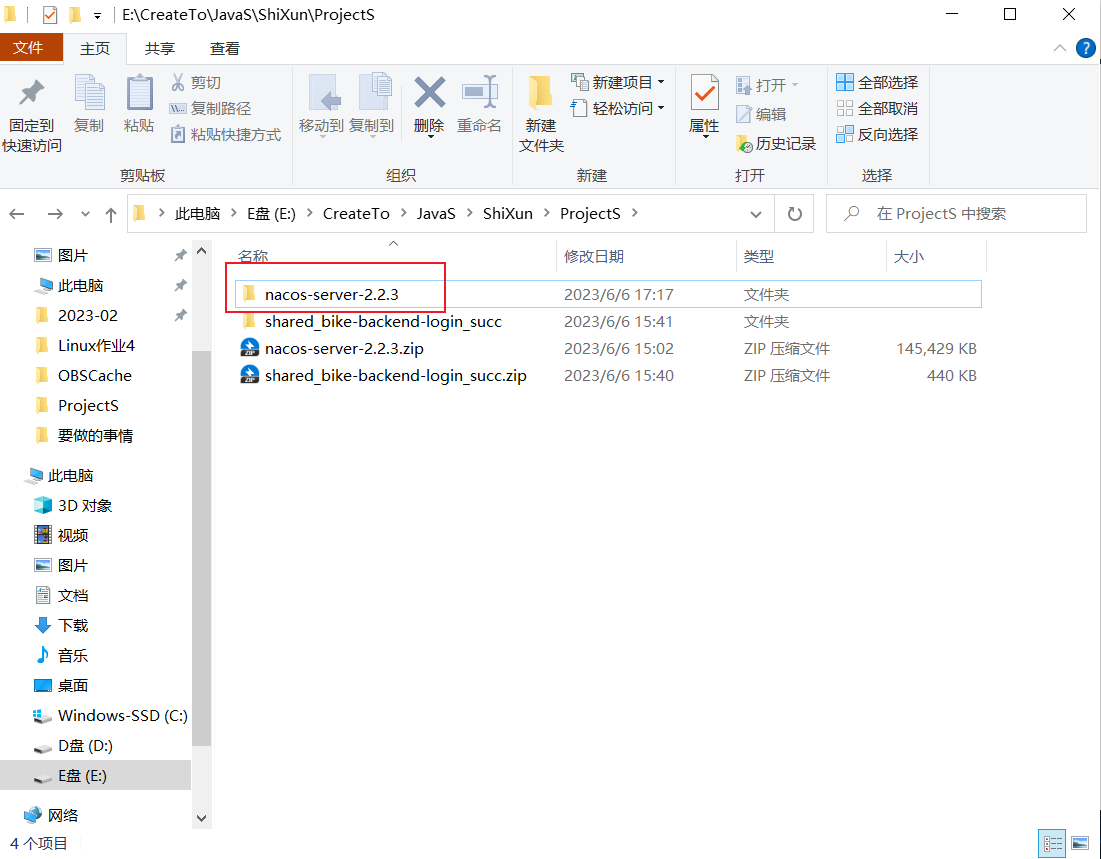 E:\CreateTo\JavaS\ShiXun\ProjectS
文件 主页 共享 查看
固定到快速访问
复制
粘贴
剪切
复制路径
粘贴快捷方式
剪贴板
移动到
复制到
删除
重命名
组织
新建文件夹
新建项目
轻松访问
新建
属性
打开
编辑
历史记录
打开
全部选择
全部取消
反向选择
选择
此电脑 E盘 (E:) CreateTo JavaS ShiXun ProjectS
在 ProjectS 中搜索
图片
此电脑
2023-02
Linux作业4
OBSCache
ProjectS
要做的事情
此电脑
3D 对象
视频
图片
文档
下载
音乐
桌面
Windows-SSD (C:)
D盘 (D:)
E盘 (E:)
网络
名称 修改日期 类型 大小
nacos-server-2.2.3 2023/6/6 17:17 文件夹
shared_bike-backend-login_succ 2023/6/6 15:41 文件夹
nacos-server-2.2.3.zip 2023/6/6 15:02 ZIP 压缩文件 145,429 KB
shared_bike-backend-login_succ.zip 2023/6/6 15:40 ZIP 压缩文件 440 KB
4 个项目